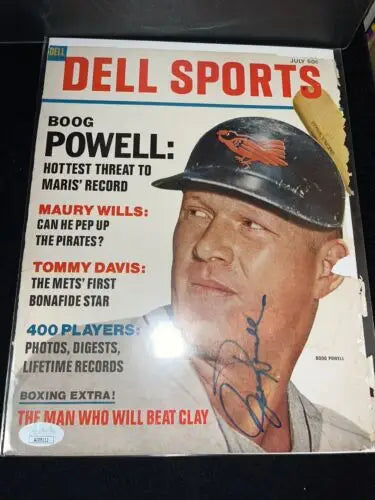 DELL
JULY 50¢
DELL SPORTS
BOOG
POWELL:
HOTTEST THREAT TO
MARIS' RECORD
MAURY WILLS:
CAN HE PEP UP
THE PIRATES?
TOMMY DAVIS:
THE METS' FIRST
BONAFIDE STAR
400 PLAYERS:
PHOTOS, DIGESTS,
LIFETIME RECORDS
BOOG POWELL
BOXING EXTRA!
THE MAN WHO WILL BEAT CLAY